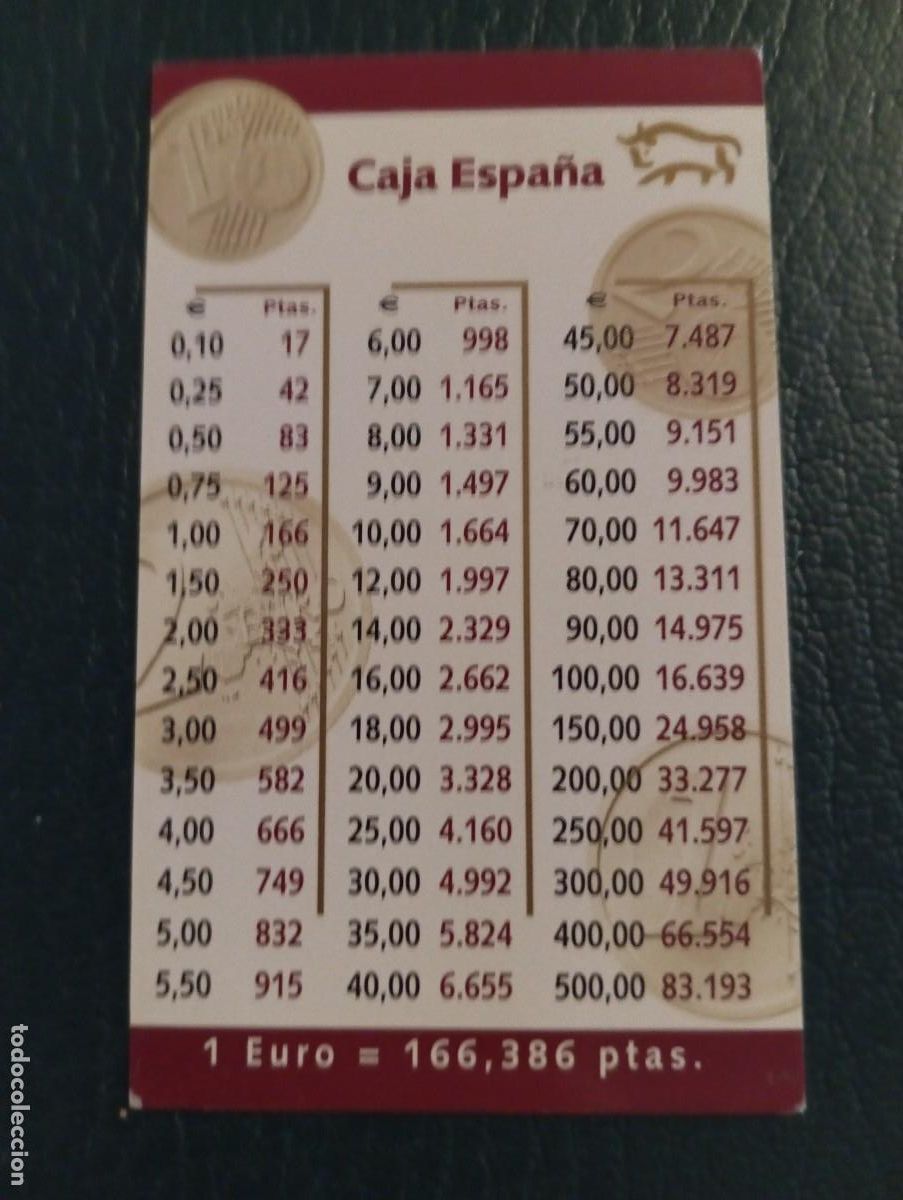 Caja España
€ Ptas. € Ptas. € Ptas.
0,10 17 6,00 998 45,00 7.487
0,25 42 7,00 1.165 50,00 8.319
0,50 83 8,00 1.331 55,00 9.151
0,75 125 9,00 1.497 60,00 9.983
1,00 166 10,00 1.664 70,00 11.647
1,50 250 12,00 1.997 80,00 13.311
2,00 333 14,00 2.329 90,00 14.975
2,50 416 16,00 2.662 100,00 16.639
3,00 499 18,00 2.995 150,00 24.958
3,50 582 20,00 3.328 200,00 33.277
4,00 666 25,00 4.160 250,00 41.597
4,50 749 30,00 4.992 300,00 49.916
5,00 832 35,00 5.824 400,00 66.554
5,50 915 40,00 6.655 500,00 83.193
1 Euro = 166,386 ptas.
todocoleccion